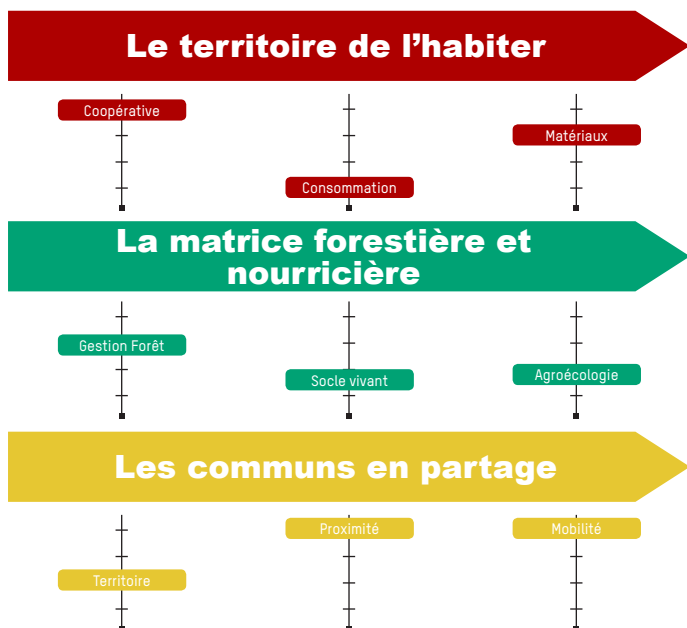 Le territoire de l'habiter
Coopérative
Matériaux
Consommation
La matrice forestière et
nourricière
Gestion Forêt
Socle vivant
Agroécologie
Les communs en partage
Proximité
Mobilité
Territoire